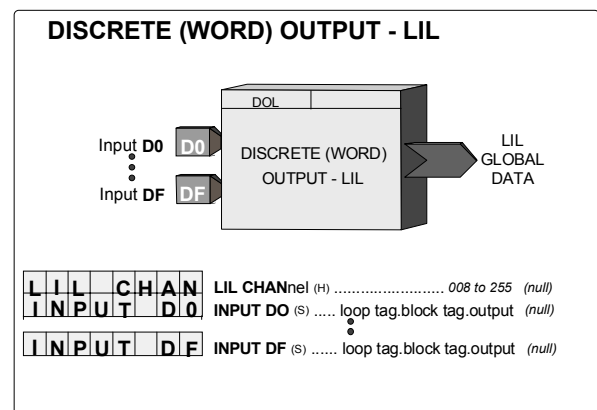 DISCRETE (WORD) OUTPUT - LIL
DOL
Input D0 D0
Input DF DF
DISCRETE (WORD)
OUTPUT - LIL
LIL
GLOBAL
DATA
LIL CHAN LIL CHANnel (H) ......................... 008 to 255 (null)
INPUT D0 INPUT DO (S) ..... loop tag.block tag.output (null)
INPUT DF INPUT DF (S) ...... loop tag.block tag.output (null)